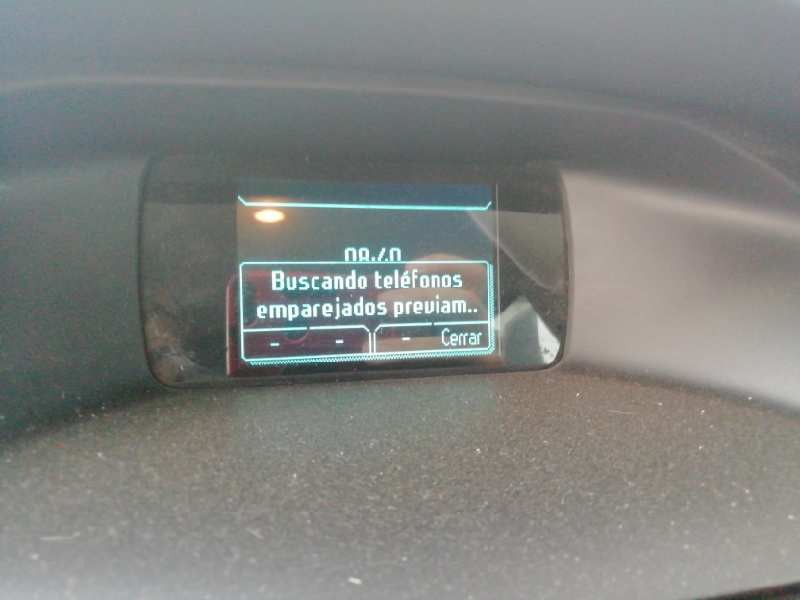 Buscando teléfonos
emparejados previam..
- - - Cerrar